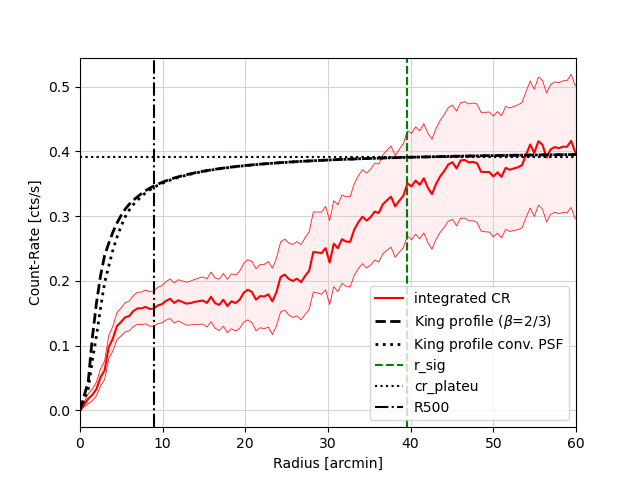 0.5
0.4
0.3
0.2
0.1
0.0
Count-Rate [cts/s]
integrated CR
King profile (β=2/3)
King profile conv. PSF
r_sig
cr_plateu
R500
0 10 20 30 40 50 60
Radius [arcmin]